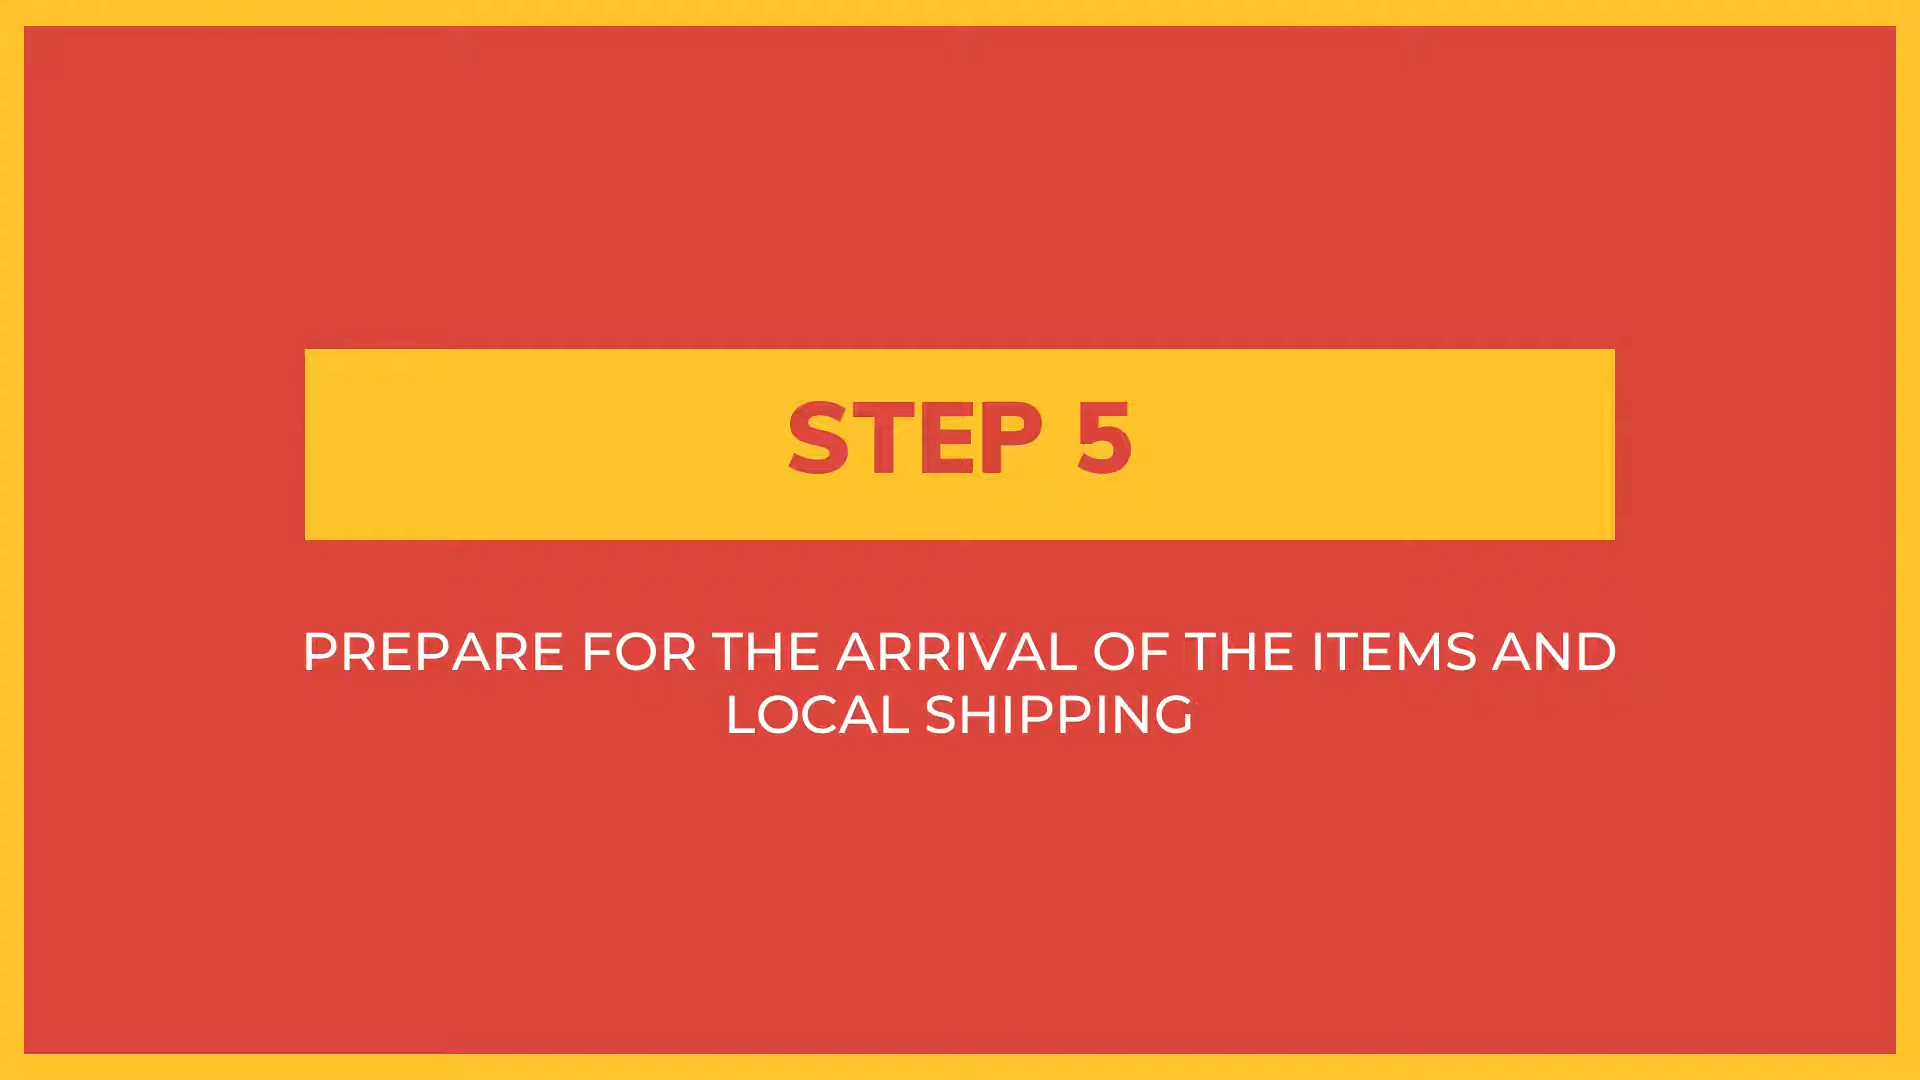 STEP 5
PREPARE FOR THE ARRIVAL OF THE ITEMS AND
LOCAL SHIPPING